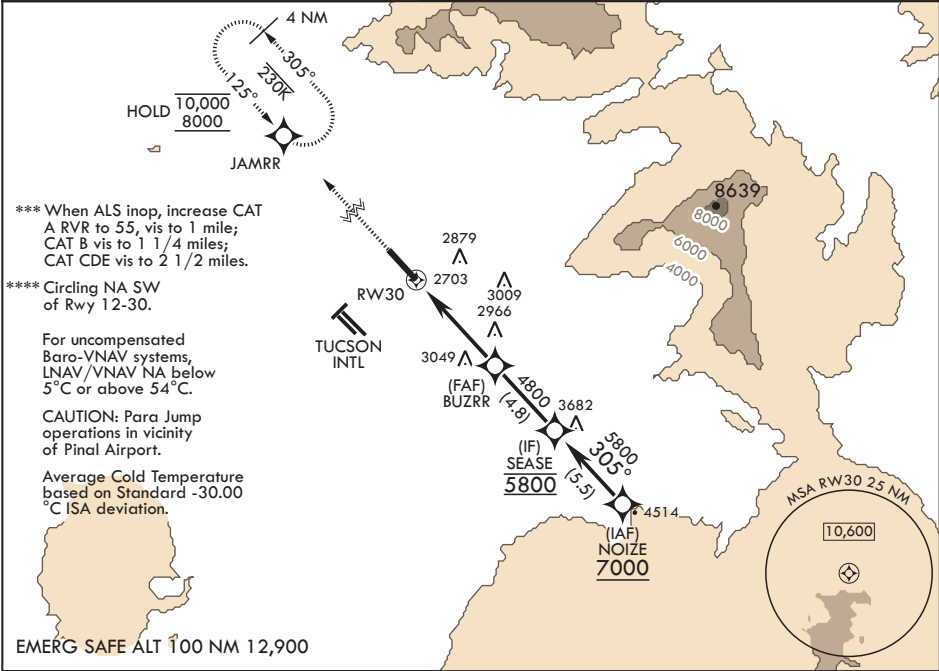 4 NM
305°
230K
125°
HOLD 10,000
8000
JAMRR
8639
8000
6000
4000
*** When ALS inop, increase CAT
A RVR to 55, vis to 1 mile;
CAT B vis to 1 1/4 miles;
CAT CDE vis to 2 1/2 miles.
**** Circling NA SW
of Rwy 12-30.
For uncompensated
Baro-VNAV systems,
LNAV/VNAV NA below
5°C or above 54°C.
CAUTION: Para Jump
operations in vicinity
of Pinal Airport.
Average Cold Temperature
based on Standard -30.00
°C ISA deviation.
2879
2703
RW30
3009
2966
TUCSON
INTL
3049
(FAF)
BUZRR
4800
(4.8)
3682
(IF)
SEASE
5800
5800
305°
(5.5)
4514
(IAF)
NOIZE
7000
MSA RW30 25 NM
10,600
EMERG SAFE ALT 100 NM 12,900